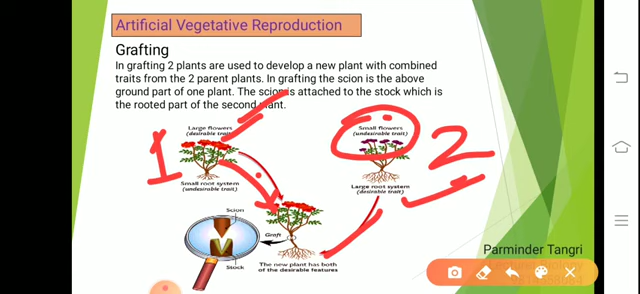 Artificial Vegetative Reproduction
Grafting
In grafting 2 plants are used to develop a new plant with combined
traits from the 2 parent plants. In grafting the scion is the above
ground part of one plant. The scion is attached to the stock which is
the rooted part of the second plant.
Large flowers
(desirable trait)
Small flowers
(undesirable trait)
1
2
Small root system
(undesirable trait)
Large root system
(desirable trait)
Scion
Graft
Stock
The new plant has both
of the desirable features
Parminder Tangri